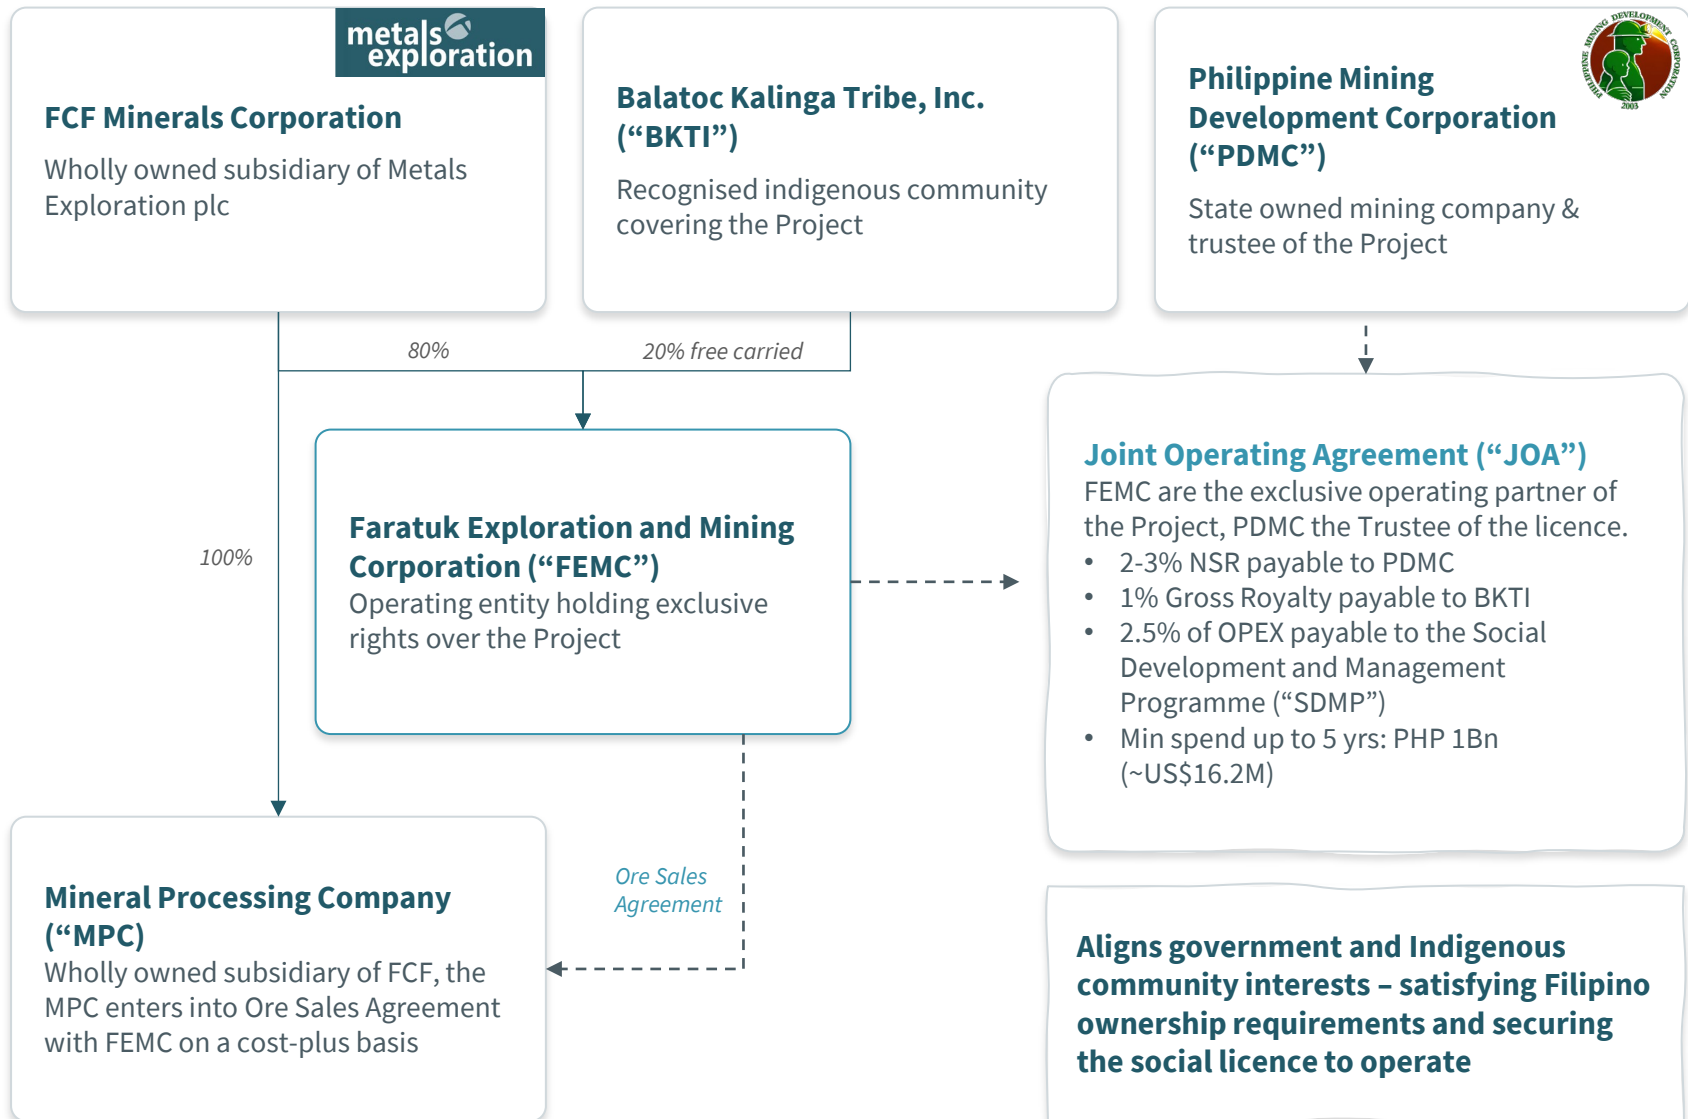 metals
exploration
FCF Minerals Corporation
Wholly owned subsidiary of Metals
Exploration plc
Balatoc Kalinga Tribe, Inc.
(“BKTI”)
Recognised indigenous community
covering the Project
PHILIPPINE MINING DEVELOPMENT CORPORATION
2003
Philippine Mining
Development Corporation
(“PDMC”)
State owned mining company &
trustee of the Project
80%
20% free carried
100%
Faratuk Exploration and Mining
Corporation (“FEMC”)
Operating entity holding exclusive
rights over the Project
Joint Operating Agreement (“JOA”)
FEMC are the exclusive operating partner of
the Project, PDMC the Trustee of the licence.
• 2-3% NSR payable to PDMC
• 1% Gross Royalty payable to BKTI
• 2.5% of OPEX payable to the Social
Development and Management
Programme (“SDMP”)
• Min spend up to 5 yrs: PHP 1Bn
(~US$16.2M)
Ore Sales
Agreement
Mineral Processing Company
(“MPC)
Wholly owned subsidiary of FCF, the
MPC enters into Ore Sales Agreement
with FEMC on a cost-plus basis
Aligns government and Indigenous
community interests – satisfying Filipino
ownership requirements and securing
the social licence to operate